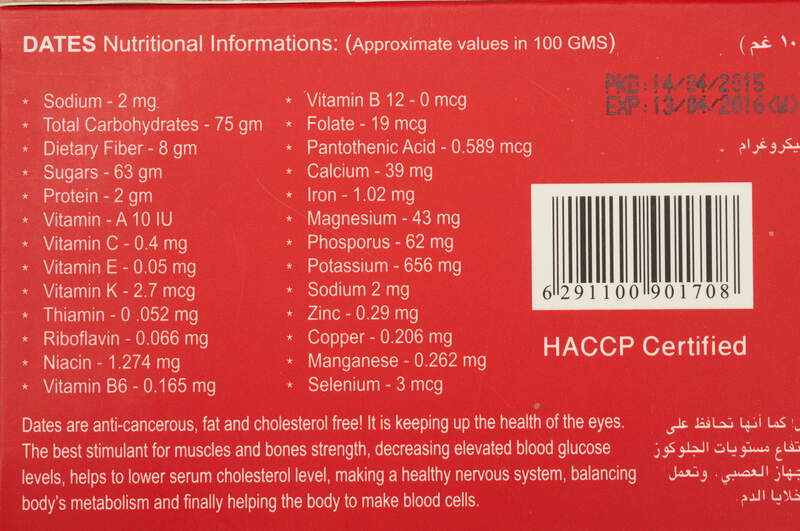 DATES Nutritional Informations: (Approximate values in 100 GMS)
* Sodium - 2 mg.
* Total Carbohydrates - 75 gm
* Dietary Fiber - 8 gm
* Sugars - 63 gm
* Protein - 2 gm
* Vitamin - A 10 IU
* Vitamin C - 0.4 mg
* Vitamin E - 0.05 mg
* Vitamin K - 2.7 mcg
* Thiamin - 0 .052 mg
* Riboflavin - 0.066 mg
* Niacin - 1.274 mg
* Vitamin B6 - 0.165 mg
* Vitamin B 12 - 0 mcg
* Folate - 19 mcg
* Pantothenic Acid - 0.589 mcg
* Calcium - 39 mg
* Iron - 1.02 mg
* Magnesium - 43 mg
* Phosporus - 62 mg
* Potassium - 656 mg
* Sodium 2 mg
* Zinc - 0.29 mg
* Copper - 0.206 mg
* Manganese - 0.262 mg
* Selenium - 3 mcg
غم)
PKD:14/04/2015
EXP:13/04/2016(W)
يكروغرام .
6 291100 901708
HACCP Certified
Dates are anti-cancerous, fat and cholesterol free! It is keeping up the health of the eyes.
The best stimulant for muscles and bones strength, decreasing elevated blood glucose
levels, helps to lower serum cholesterol level, making a healthy nervous system, balancing
body's metabolism and finally helping the body to make blood cells.
كما أنها تحافظ على
تفاع مستويات الجلوكوز
جهاز العصبي. وتعمل
خلايا الدم.